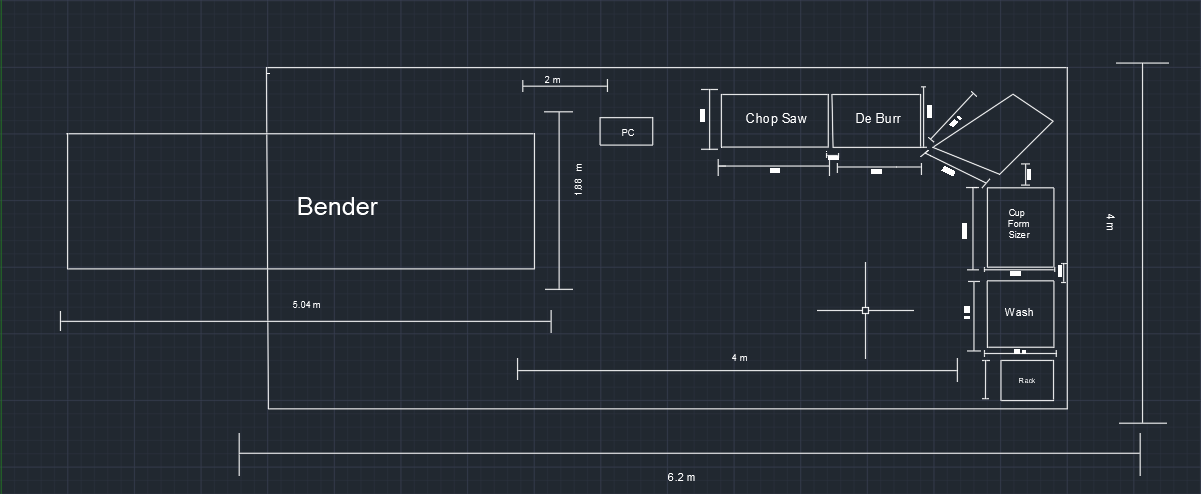 2 m
Chop Saw
De Burr
PC
1.88 m
Bender
Cup
Form
Sizer
4 m
5.04 m
Wash
4 m
Rack
6.2 m